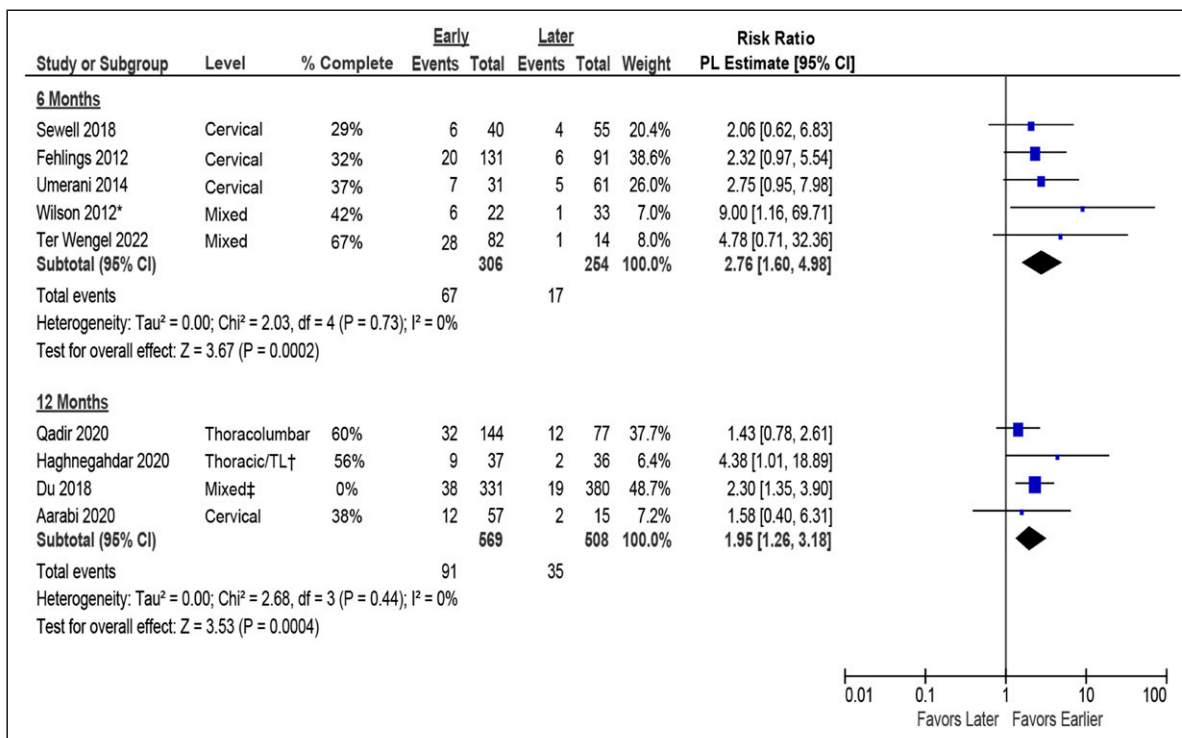 Early Later Risk Ratio
Study or Subgroup Level % Complete Events Total Events Total Weight PL Estimate [95% CI]
6 Months
Sewell 2018 Cervical 29% 6 40 4 55 20.4% 2.06 [0.62, 6.83]
Fehlings 2012 Cervical 32% 20 131 6 91 38.6% 2.32 [0.97, 5.54]
Umerani 2014 Cervical 37% 7 31 5 61 26.0% 2.75 [0.95, 7.98]
Wilson 2012* Mixed 42% 6 22 1 33 7.0% 9.00 [1.16, 69.71]
Ter Wengel 2022 Mixed 67% 28 82 1 14 8.0% 4.78 [0.71, 32.36]
Subtotal (95% CI) 306 254 100.0% 2.76 [1.60, 4.98]
Total events 67 17
Heterogeneity: Tau² = 0.00; Chi² = 2.03, df = 4 (P = 0.73); I² = 0%
Test for overall effect: Z = 3.67 (P = 0.0002)
12 Months
Qadir 2020 Thoracolumbar 60% 32 144 12 77 37.7% 1.43 [0.78, 2.61]
Haghnegahdar 2020 Thoracic/TL† 56% 9 37 2 36 6.4% 4.38 [1.01, 18.89]
Du 2018 Mixed‡ 0% 38 331 19 380 48.7% 2.30 [1.35, 3.90]
Aarabi 2020 Cervical 38% 12 57 2 15 7.2% 1.58 [0.40, 6.31]
Subtotal (95% CI) 569 508 100.0% 1.95 [1.26, 3.18]
Total events 91 35
Heterogeneity: Tau² = 0.00; Chi² = 2.68, df = 3 (P = 0.44); I² = 0%
Test for overall effect: Z = 3.53 (P = 0.0004)
0.01 0.1 1 10 100
Favors Later Favors Earlier